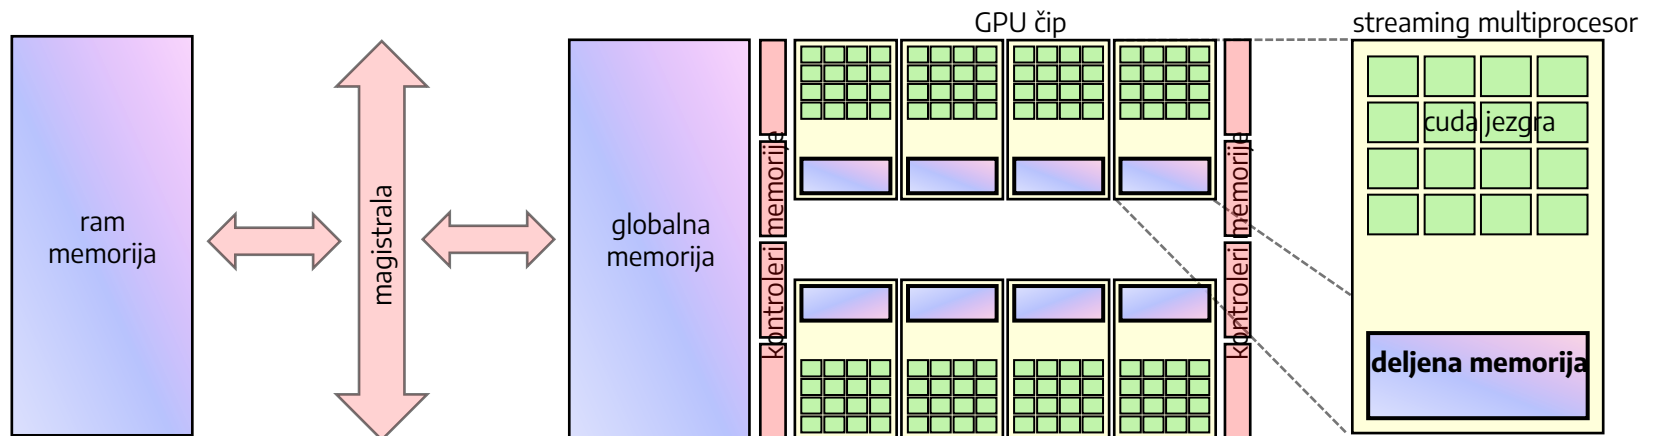 GPU čip
streaming multiprocesor
ram
memorija
magistrala
globalna
memorija
kontroleri memorije
kontroleri memorije
cuda jezgra
deljena memorija